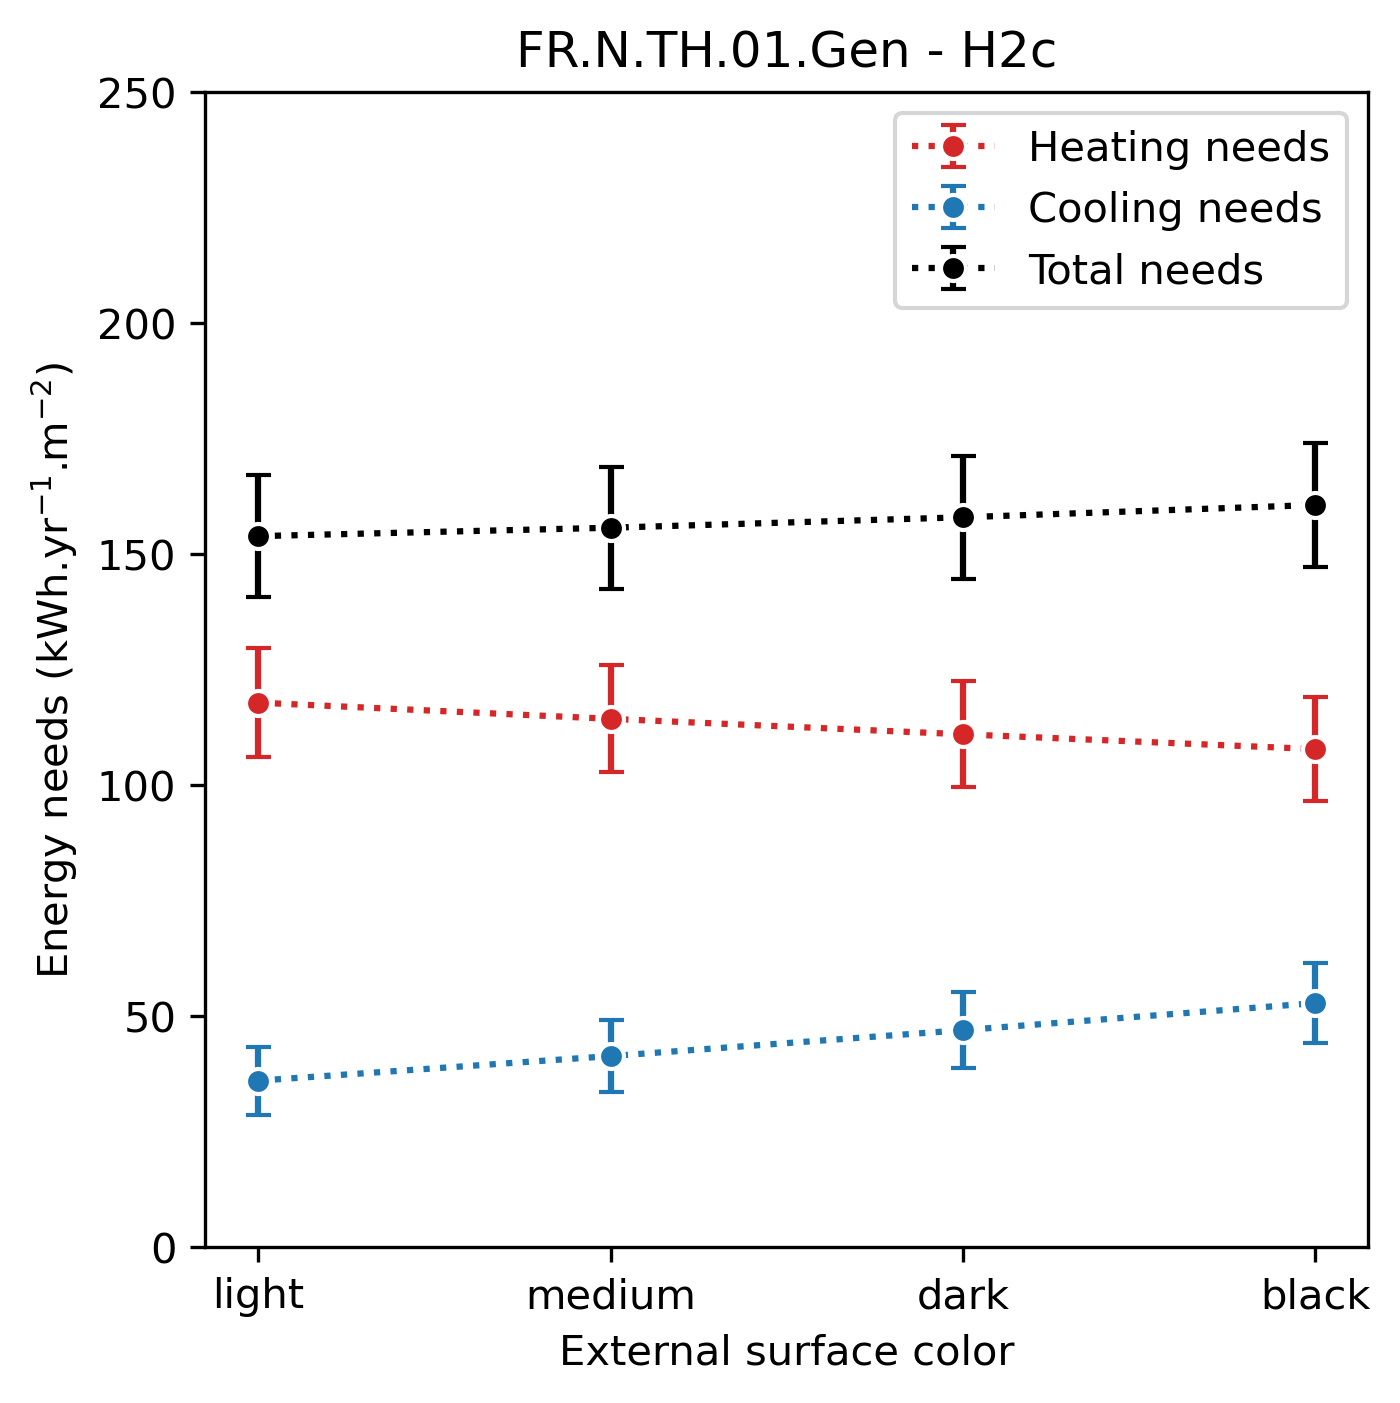 FR.N.TH.01.Gen - H2c
250
200
150
100
50
0
Energy needs (kWh.yr⁻¹.m⁻²)
Heating needs
Cooling needs
Total needs
light medium dark black
External surface color